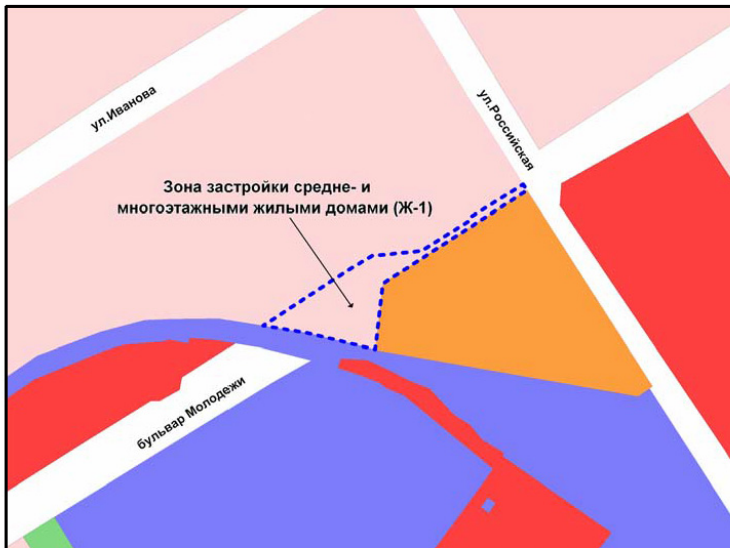 ул.Иванова
ул.Российская
Зона застройки средне- и
многоэтажными жилыми домами (Ж-1)
бульвар Молодежи